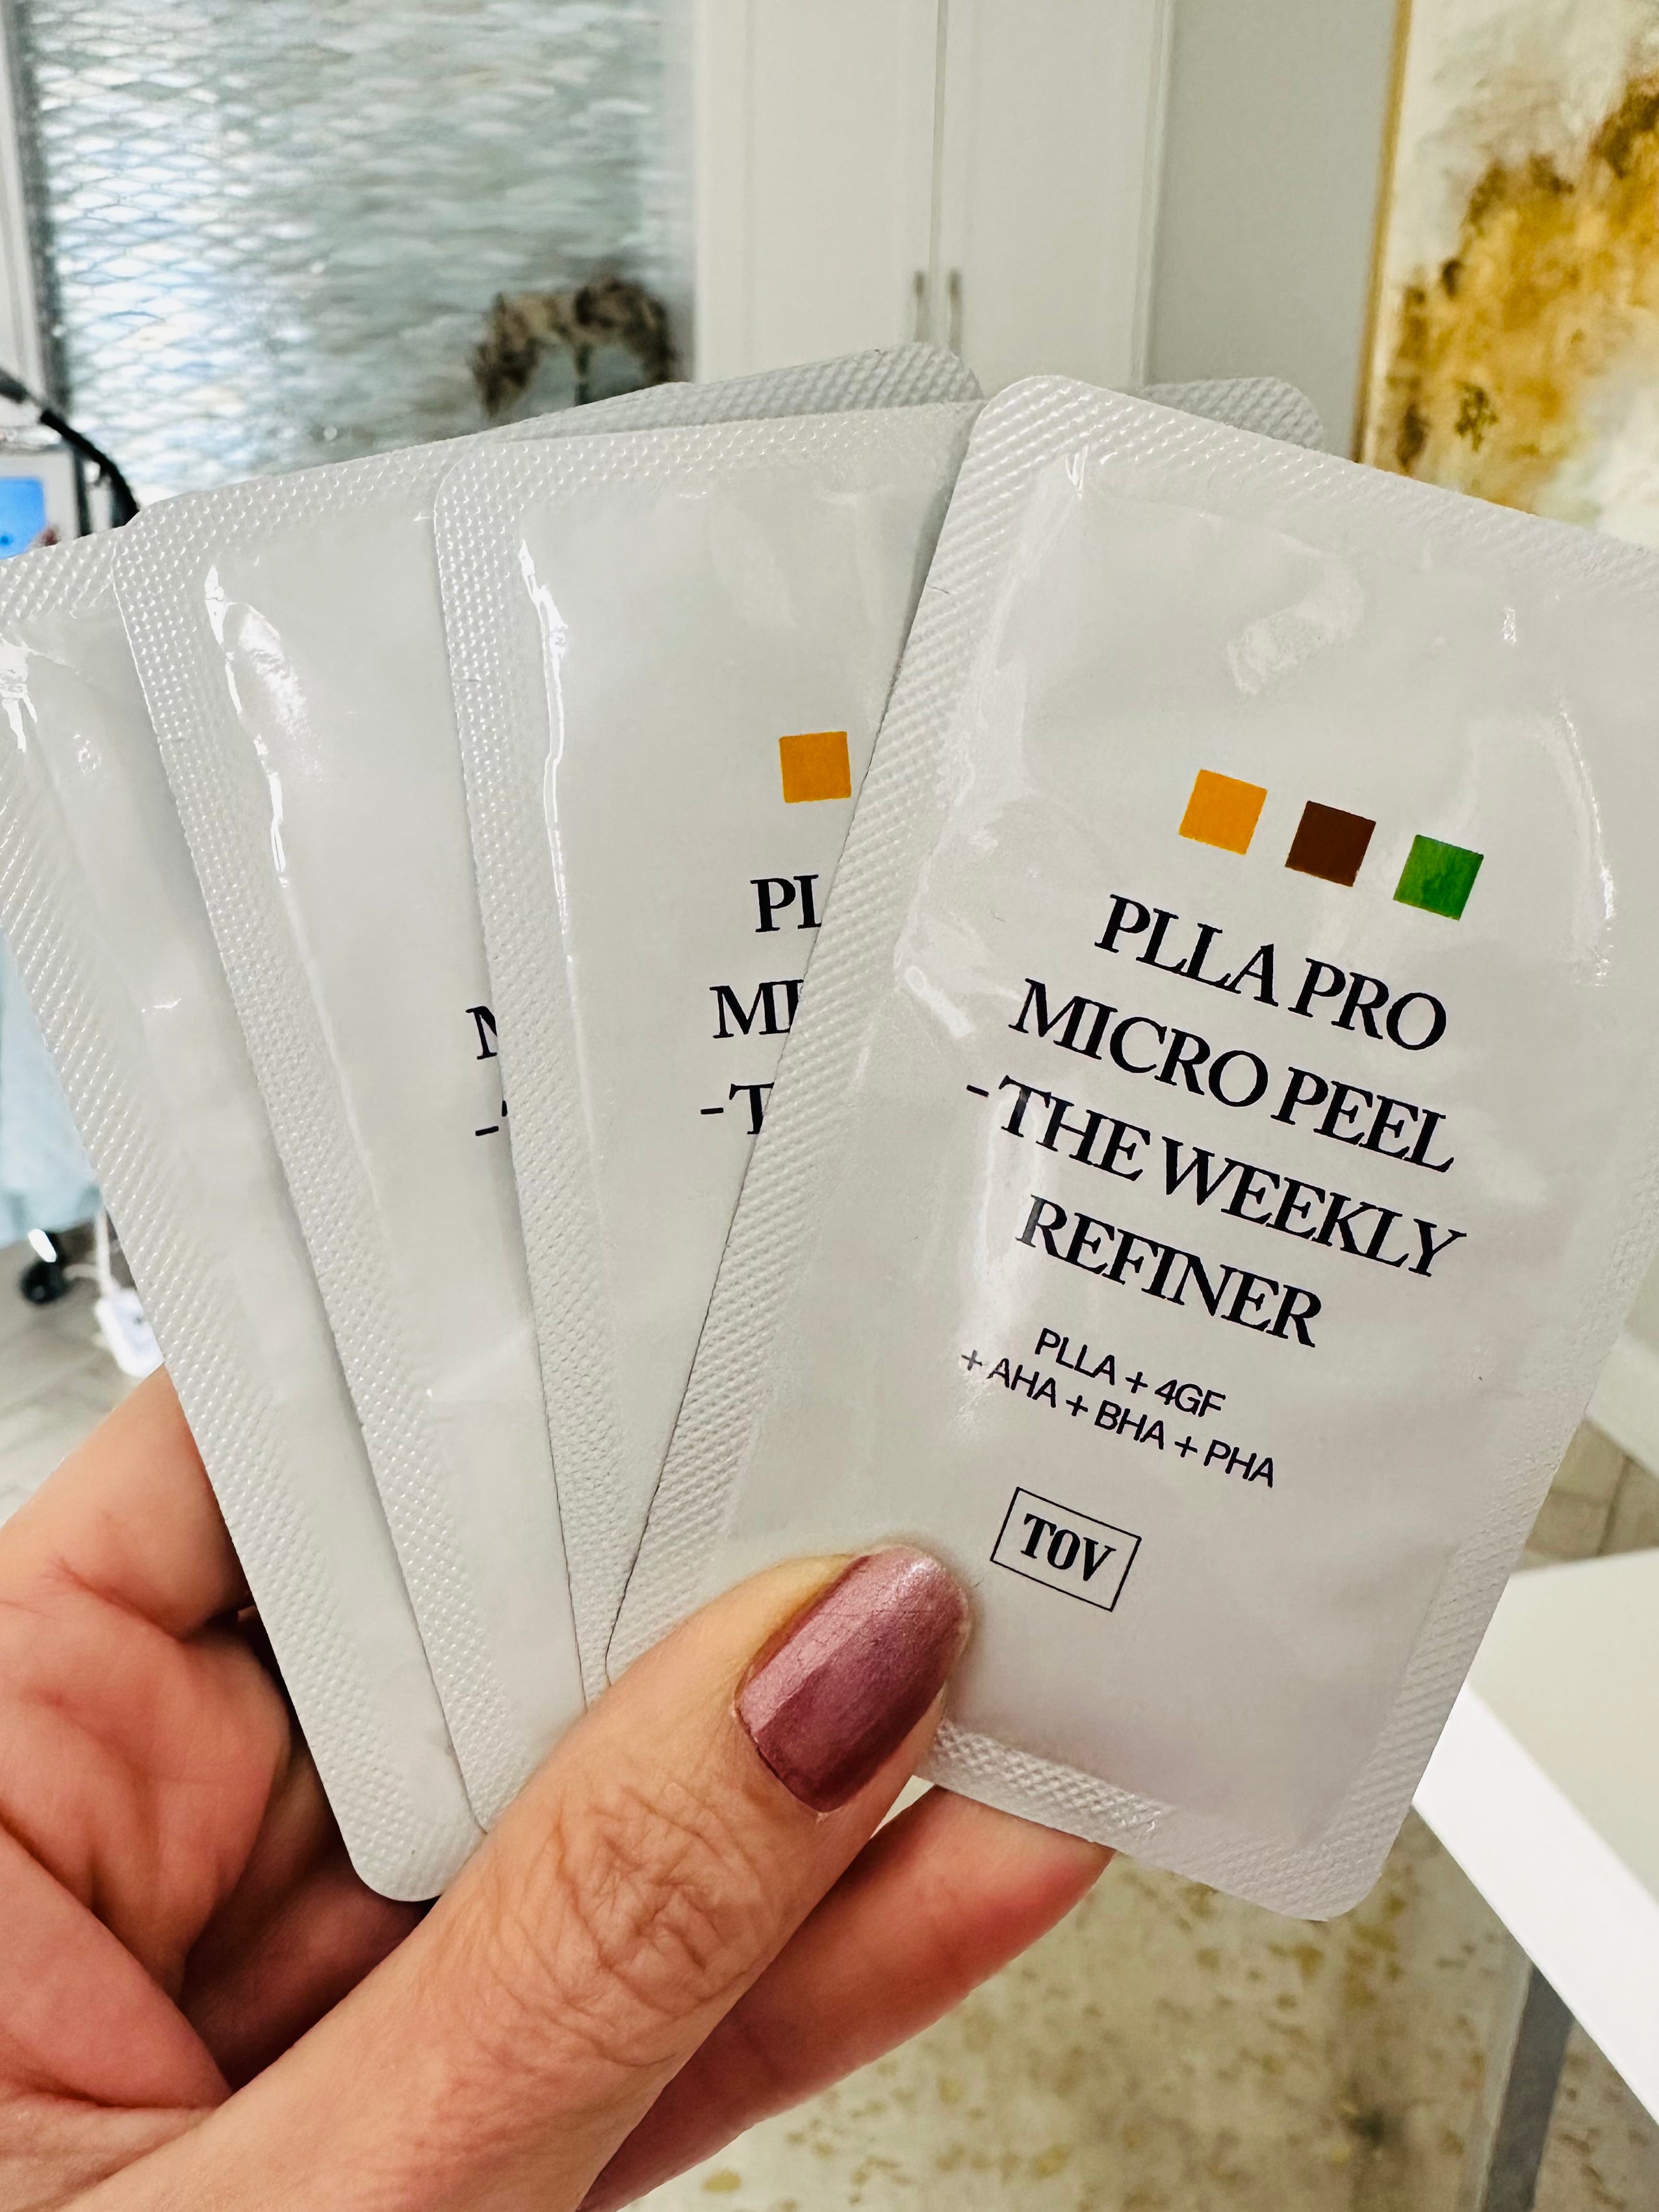 PLLA PRO
MICRO PEEL
-THE WEEKLY
REFINER
PLLA + 4GF
+ AHA + BHA + PHA
TOV